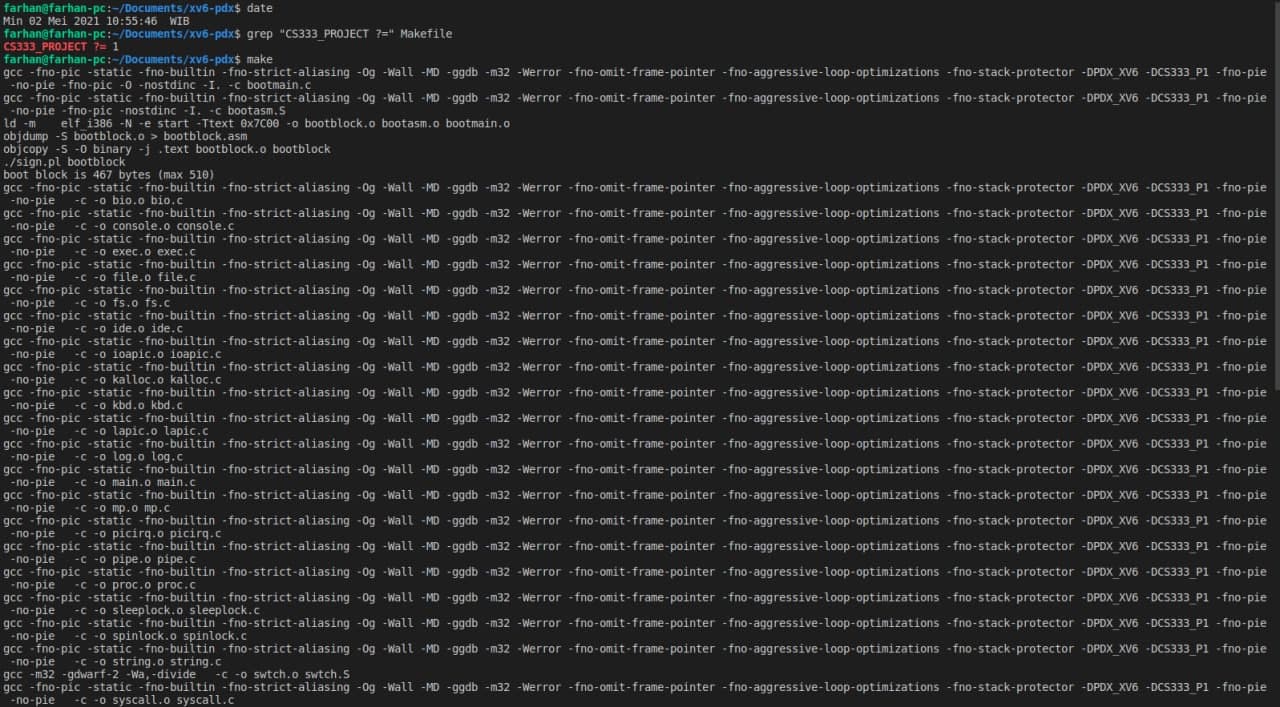 farhan@farhan-pc:~/Documents/xv6-pdx$ date
Min 02 Mei 2021 10:55:46  WIB
farhan@farhan-pc:~/Documents/xv6-pdx$ grep "CS333_PROJECT ?=" Makefile
CS333_PROJECT ?= 1
farhan@farhan-pc:~/Documents/xv6-pdx$ make
gcc -fno-pic -static -fno-builtin -fno-strict-aliasing -Og -Wall -MD -ggdb -m32 -Werror -fno-omit-frame-pointer -fno-aggressive-loop-optimizations -fno-stack-protector -DPDX_XV6 -DCS333_P1 -fno-pie
 -no-pie -fno-pic -O -nostdinc -I. -c bootmain.c
gcc -fno-pic -static -fno-builtin -fno-strict-aliasing -Og -Wall -MD -ggdb -m32 -Werror -fno-omit-frame-pointer -fno-aggressive-loop-optimizations -fno-stack-protector -DPDX_XV6 -DCS333_P1 -fno-pie
 -no-pie -fno-pic -nostdinc -I. -c bootasm.S
ld -m    elf_i386 -N -e start -Ttext 0x7C00 -o bootblock.o bootasm.o bootmain.o
objdump -S bootblock.o > bootblock.asm
objcopy -S -O binary -j .text bootblock.o bootblock
./sign.pl bootblock
boot block is 467 bytes (max 510)
gcc -fno-pic -static -fno-builtin -fno-strict-aliasing -Og -Wall -MD -ggdb -m32 -Werror -fno-omit-frame-pointer -fno-aggressive-loop-optimizations -fno-stack-protector -DPDX_XV6 -DCS333_P1 -fno-pie
 -no-pie   -c -o bio.o bio.c
gcc -fno-pic -static -fno-builtin -fno-strict-aliasing -Og -Wall -MD -ggdb -m32 -Werror -fno-omit-frame-pointer -fno-aggressive-loop-optimizations -fno-stack-protector -DPDX_XV6 -DCS333_P1 -fno-pie
 -no-pie   -c -o console.o console.c
gcc -fno-pic -static -fno-builtin -fno-strict-aliasing -Og -Wall -MD -ggdb -m32 -Werror -fno-omit-frame-pointer -fno-aggressive-loop-optimizations -fno-stack-protector -DPDX_XV6 -DCS333_P1 -fno-pie
 -no-pie   -c -o exec.o exec.c
gcc -fno-pic -static -fno-builtin -fno-strict-aliasing -Og -Wall -MD -ggdb -m32 -Werror -fno-omit-frame-pointer -fno-aggressive-loop-optimizations -fno-stack-protector -DPDX_XV6 -DCS333_P1 -fno-pie
 -no-pie   -c -o file.o file.c
gcc -fno-pic -static -fno-builtin -fno-strict-aliasing -Og -Wall -MD -ggdb -m32 -Werror -fno-omit-frame-pointer -fno-aggressive-loop-optimizations -fno-stack-protector -DPDX_XV6 -DCS333_P1 -fno-pie
 -no-pie   -c -o fs.o fs.c
gcc -fno-pic -static -fno-builtin -fno-strict-aliasing -Og -Wall -MD -ggdb -m32 -Werror -fno-omit-frame-pointer -fno-aggressive-loop-optimizations -fno-stack-protector -DPDX_XV6 -DCS333_P1 -fno-pie
 -no-pie   -c -o ide.o ide.c
gcc -fno-pic -static -fno-builtin -fno-strict-aliasing -Og -Wall -MD -ggdb -m32 -Werror -fno-omit-frame-pointer -fno-aggressive-loop-optimizations -fno-stack-protector -DPDX_XV6 -DCS333_P1 -fno-pie
 -no-pie   -c -o ioapic.o ioapic.c
gcc -fno-pic -static -fno-builtin -fno-strict-aliasing -Og -Wall -MD -ggdb -m32 -Werror -fno-omit-frame-pointer -fno-aggressive-loop-optimizations -fno-stack-protector -DPDX_XV6 -DCS333_P1 -fno-pie
 -no-pie   -c -o kalloc.o kalloc.c
gcc -fno-pic -static -fno-builtin -fno-strict-aliasing -Og -Wall -MD -ggdb -m32 -Werror -fno-omit-frame-pointer -fno-aggressive-loop-optimizations -fno-stack-protector -DPDX_XV6 -DCS333_P1 -fno-pie
 -no-pie   -c -o kbd.o kbd.c
gcc -fno-pic -static -fno-builtin -fno-strict-aliasing -Og -Wall -MD -ggdb -m32 -Werror -fno-omit-frame-pointer -fno-aggressive-loop-optimizations -fno-stack-protector -DPDX_XV6 -DCS333_P1 -fno-pie
 -no-pie   -c -o lapic.o lapic.c
gcc -fno-pic -static -fno-builtin -fno-strict-aliasing -Og -Wall -MD -ggdb -m32 -Werror -fno-omit-frame-pointer -fno-aggressive-loop-optimizations -fno-stack-protector -DPDX_XV6 -DCS333_P1 -fno-pie
 -no-pie   -c -o log.o log.c
gcc -fno-pic -static -fno-builtin -fno-strict-aliasing -Og -Wall -MD -ggdb -m32 -Werror -fno-omit-frame-pointer -fno-aggressive-loop-optimizations -fno-stack-protector -DPDX_XV6 -DCS333_P1 -fno-pie
 -no-pie   -c -o main.o main.c
gcc -fno-pic -static -fno-builtin -fno-strict-aliasing -Og -Wall -MD -ggdb -m32 -Werror -fno-omit-frame-pointer -fno-aggressive-loop-optimizations -fno-stack-protector -DPDX_XV6 -DCS333_P1 -fno-pie
 -no-pie   -c -o mp.o mp.c
gcc -fno-pic -static -fno-builtin -fno-strict-aliasing -Og -Wall -MD -ggdb -m32 -Werror -fno-omit-frame-pointer -fno-aggressive-loop-optimizations -fno-stack-protector -DPDX_XV6 -DCS333_P1 -fno-pie
 -no-pie   -c -o picirq.o picirq.c
gcc -fno-pic -static -fno-builtin -fno-strict-aliasing -Og -Wall -MD -ggdb -m32 -Werror -fno-omit-frame-pointer -fno-aggressive-loop-optimizations -fno-stack-protector -DPDX_XV6 -DCS333_P1 -fno-pie
 -no-pie   -c -o pipe.o pipe.c
gcc -fno-pic -static -fno-builtin -fno-strict-aliasing -Og -Wall -MD -ggdb -m32 -Werror -fno-omit-frame-pointer -fno-aggressive-loop-optimizations -fno-stack-protector -DPDX_XV6 -DCS333_P1 -fno-pie
 -no-pie   -c -o proc.o proc.c
gcc -fno-pic -static -fno-builtin -fno-strict-aliasing -Og -Wall -MD -ggdb -m32 -Werror -fno-omit-frame-pointer -fno-aggressive-loop-optimizations -fno-stack-protector -DPDX_XV6 -DCS333_P1 -fno-pie
 -no-pie   -c -o sleeplock.o sleeplock.c
gcc -fno-pic -static -fno-builtin -fno-strict-aliasing -Og -Wall -MD -ggdb -m32 -Werror -fno-omit-frame-pointer -fno-aggressive-loop-optimizations -fno-stack-protector -DPDX_XV6 -DCS333_P1 -fno-pie
 -no-pie   -c -o spinlock.o spinlock.c
gcc -fno-pic -static -fno-builtin -fno-strict-aliasing -Og -Wall -MD -ggdb -m32 -Werror -fno-omit-frame-pointer -fno-aggressive-loop-optimizations -fno-stack-protector -DPDX_XV6 -DCS333_P1 -fno-pie
 -no-pie   -c -o string.o string.c
gcc -m32 -gdwarf-2 -Wa,-divide   -c -o swtch.o swtch.S
gcc -fno-pic -static -fno-builtin -fno-strict-aliasing -Og -Wall -MD -ggdb -m32 -Werror -fno-omit-frame-pointer -fno-aggressive-loop-optimizations -fno-stack-protector -DPDX_XV6 -DCS333_P1 -fno-pie
 -no-pie   -c -o syscall.o syscall.c